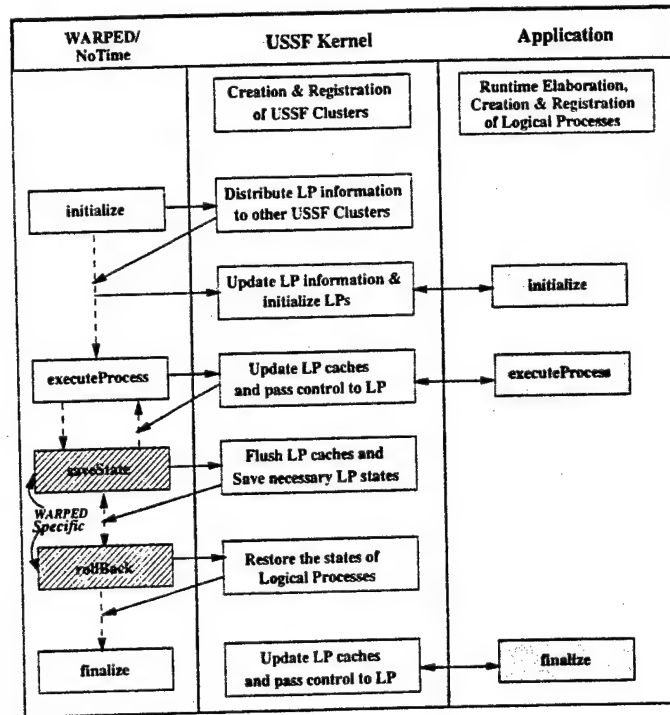 WARPED/
NoTime
USSF Kernel
Application
Creation & Registration
of USSF Clusters
Runtime Elaboration,
Creation & Registration
of Logical Processes
initialize
Distribute LP information
to other USSF Clusters
Update LP information &
initialize LPs
initialize
executeProcess
Update LP caches
and pass control to LP
executeProcess
saveState
Flush LP caches and
Save necessary LP states
WARPED
Specific
rollBack
Restore the states of
Logical Processes
finalize
Update LP caches
and pass control to LP
finalize